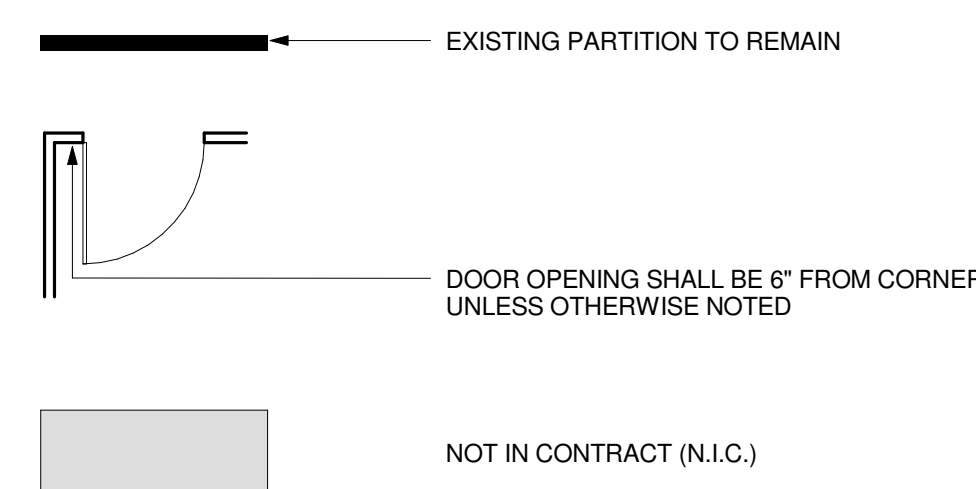 EXISTING PARTITION TO REMAIN
DOOR OPENING SHALL BE 6" FROM CORNER
UNLESS OTHERWISE NOTED
NOT IN CONTRACT (N.I.C.)